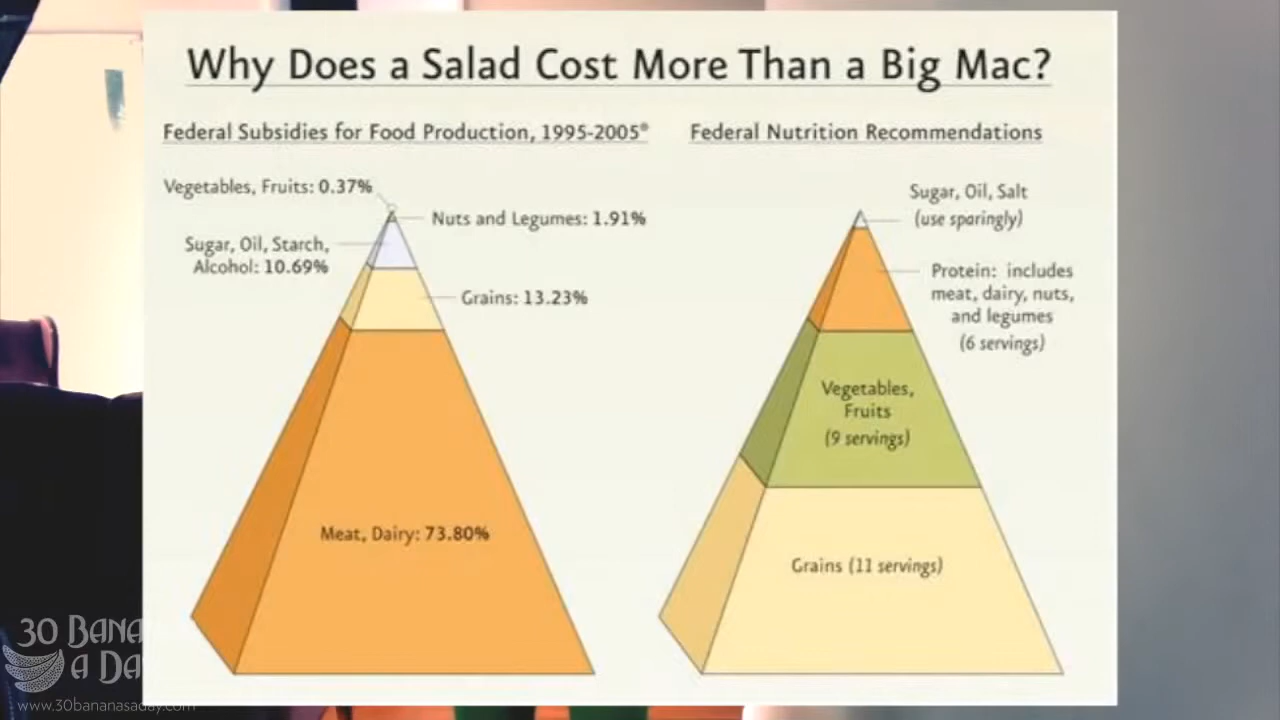 Why Does a Salad Cost More Than a Big Mac?
Federal Subsidies for Food Production, 1995-2005*
Vegetables, Fruits: 0.37%
Nuts and Legumes: 1.91%
Sugar, Oil, Starch,
Alcohol: 10.69%
Grains: 13.23%
Meat, Dairy: 73.80%
Federal Nutrition Recommendations
Sugar, Oil, Salt
(use sparingly)
Protein: includes
meat, dairy, nuts,
and legumes
(6 servings)
Vegetables,
Fruits
(9 servings)
Grains (11 servings)
30 BANA
A DA
www.30bananasaday.com